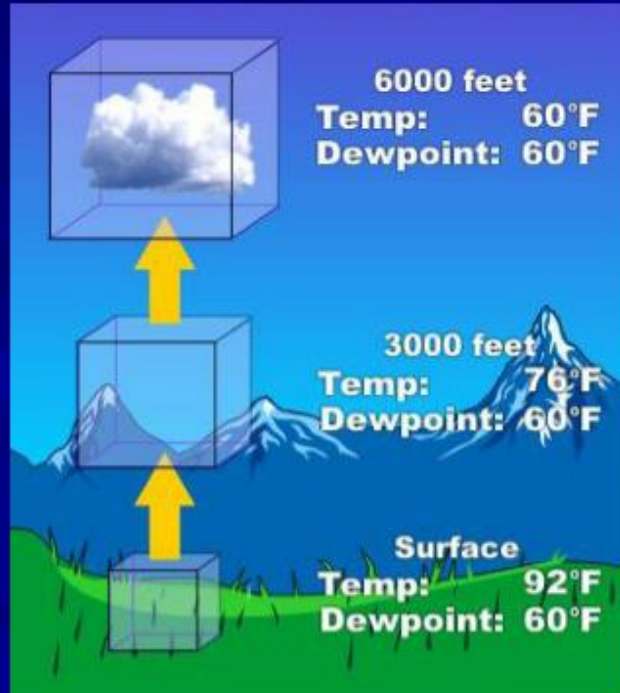 6000 feet
Temp: 60°F
Dewpoint: 60°F
3000 feet
Temp: 76°F
Dewpoint: 60°F
Surface
Temp: 92°F
Dewpoint: 60°F